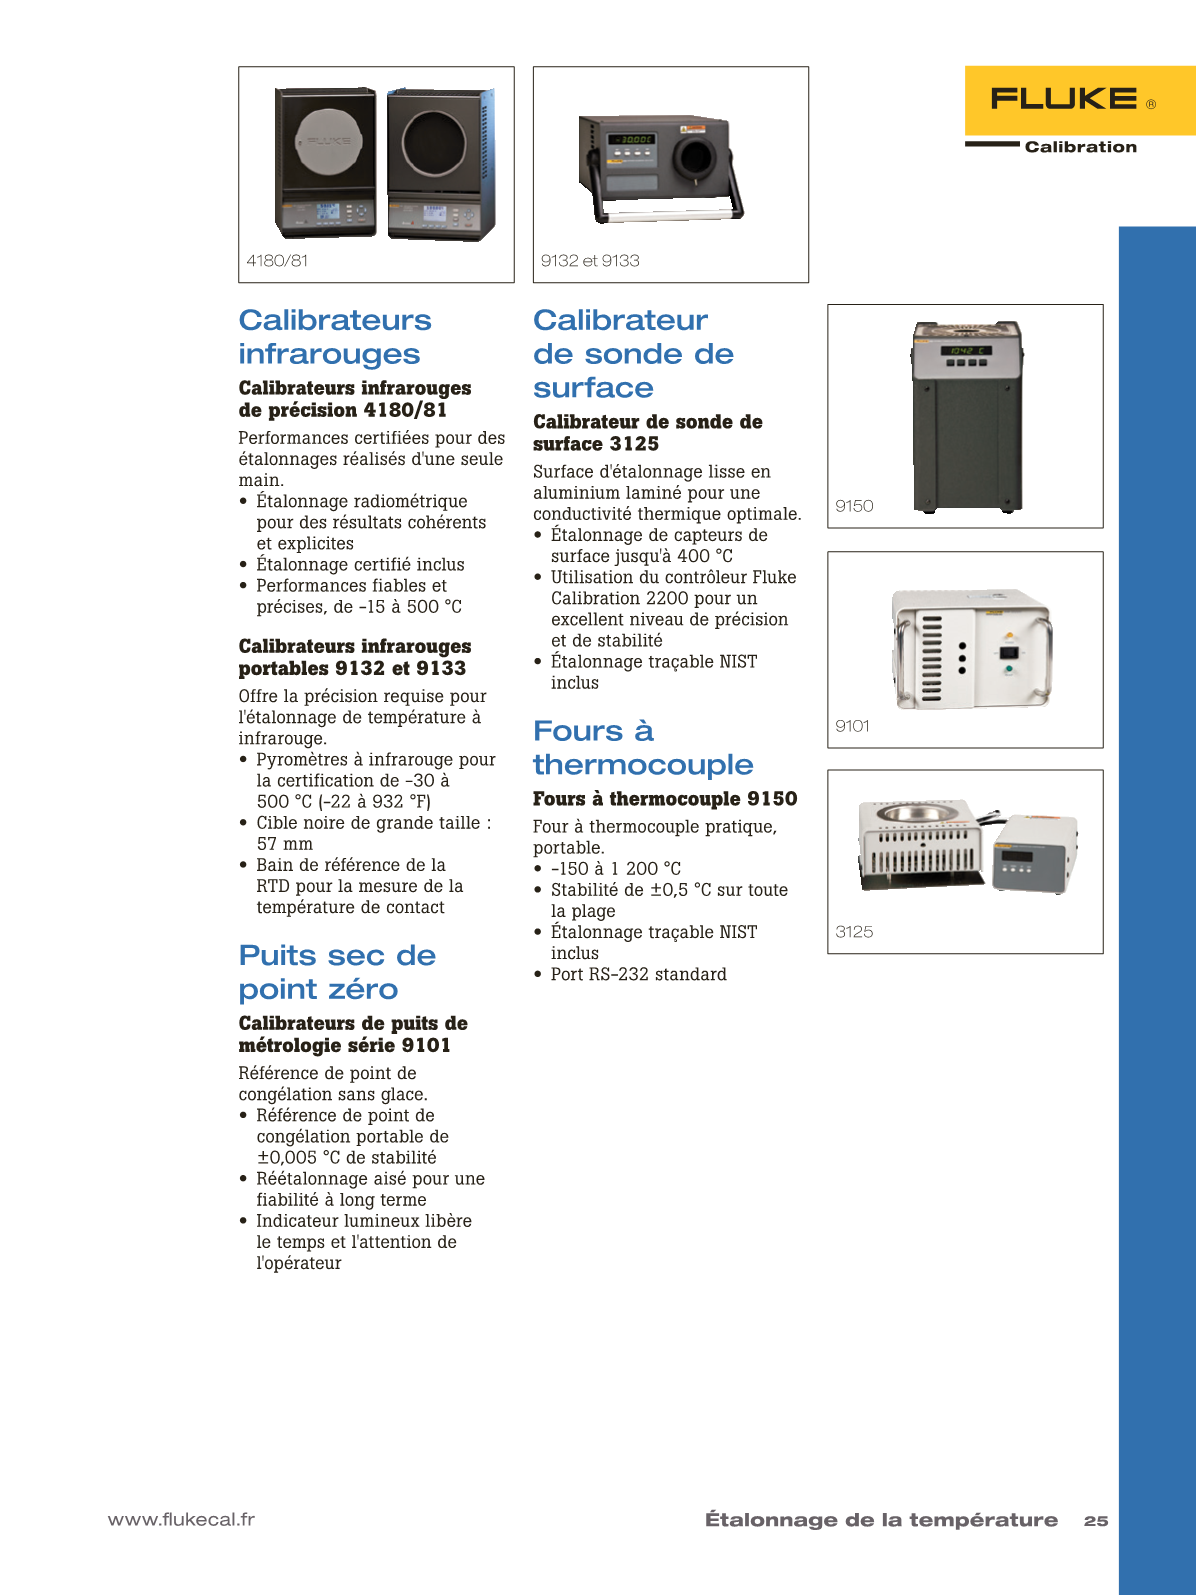 FLUKE ®
Calibration
4180/81
9132 et 9133
Calibrateurs
infrarouges
Calibrateurs infrarouges
de précision 4180/81
Performances certifiées pour des
étalonnages réalisés d'une seule
main.
• Étalonnage radiométrique
pour des résultats cohérents
et explicites
• Étalonnage certifié inclus
• Performances fiables et
précises, de -15 à 500 °C
Calibrateurs infrarouges
portables 9132 et 9133
Offre la précision requise pour
l'étalonnage de température à
infrarouge.
• Pyromètres à infrarouge pour
la certification de -30 à
500 °C (-22 à 932 °F)
• Cible noire de grande taille :
57 mm
• Bain de référence de la
RTD pour la mesure de la
température de contact
Puits sec de
point zéro
Calibrateurs de puits de
métrologie série 9101
Référence de point de
congélation sans glace.
• Référence de point de
congélation portable de
±0,005 °C de stabilité
• Réétalonnage aisé pour une
fiabilité à long terme
• Indicateur lumineux libère
le temps et l'attention de
l'opérateur
Calibrateur
de sonde de
surface
Calibrateur de sonde de
surface 3125
Surface d'étalonnage lisse en
aluminium laminé pour une
conductivité thermique optimale.
• Étalonnage de capteurs de
surface jusqu'à 400 °C
• Utilisation du contrôleur Fluke
Calibration 2200 pour un
excellent niveau de précision
et de stabilité
• Étalonnage traçable NIST
inclus
Fours à
thermocouple
Fours à thermocouple 9150
Four à thermocouple pratique,
portable.
• -150 à 1 200 °C
• Stabilité de ±0,5 °C sur toute
la plage
• Étalonnage traçable NIST
inclus
• Port RS-232 standard
9150
9101
3125
www.flukecal.fr
Étalonnage de la température 25